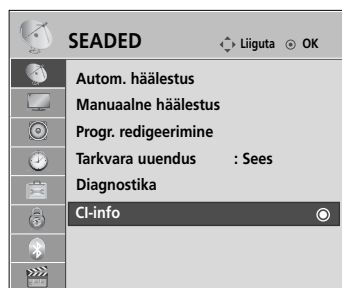 SEADED Liiguta OK
Autom. häälestus
Manuaalne häälestus
Progr. redigeerimine
Tarkvara uuendus : Sees
Diagnostika
CI-info